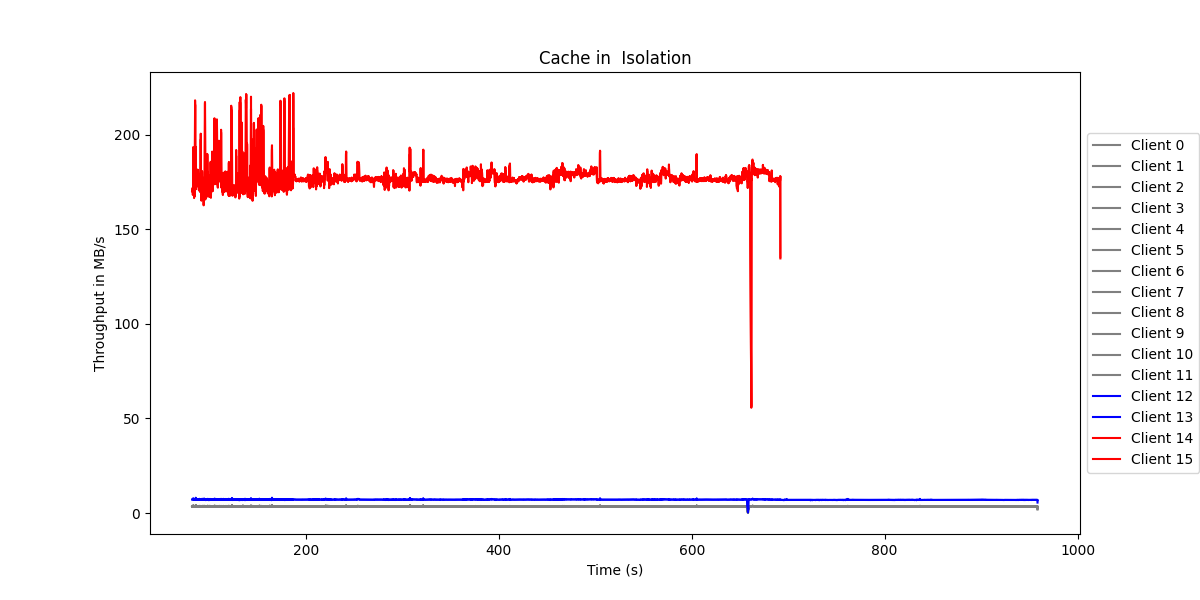 Cache in  Isolation
Throughput in MB/s
200
150
100
50
0
200
400
600
800
1000
Time (s)
Client 0
Client 1
Client 2
Client 3
Client 4
Client 5
Client 6
Client 7
Client 8
Client 9
Client 10
Client 11
Client 12
Client 13
Client 14
Client 15